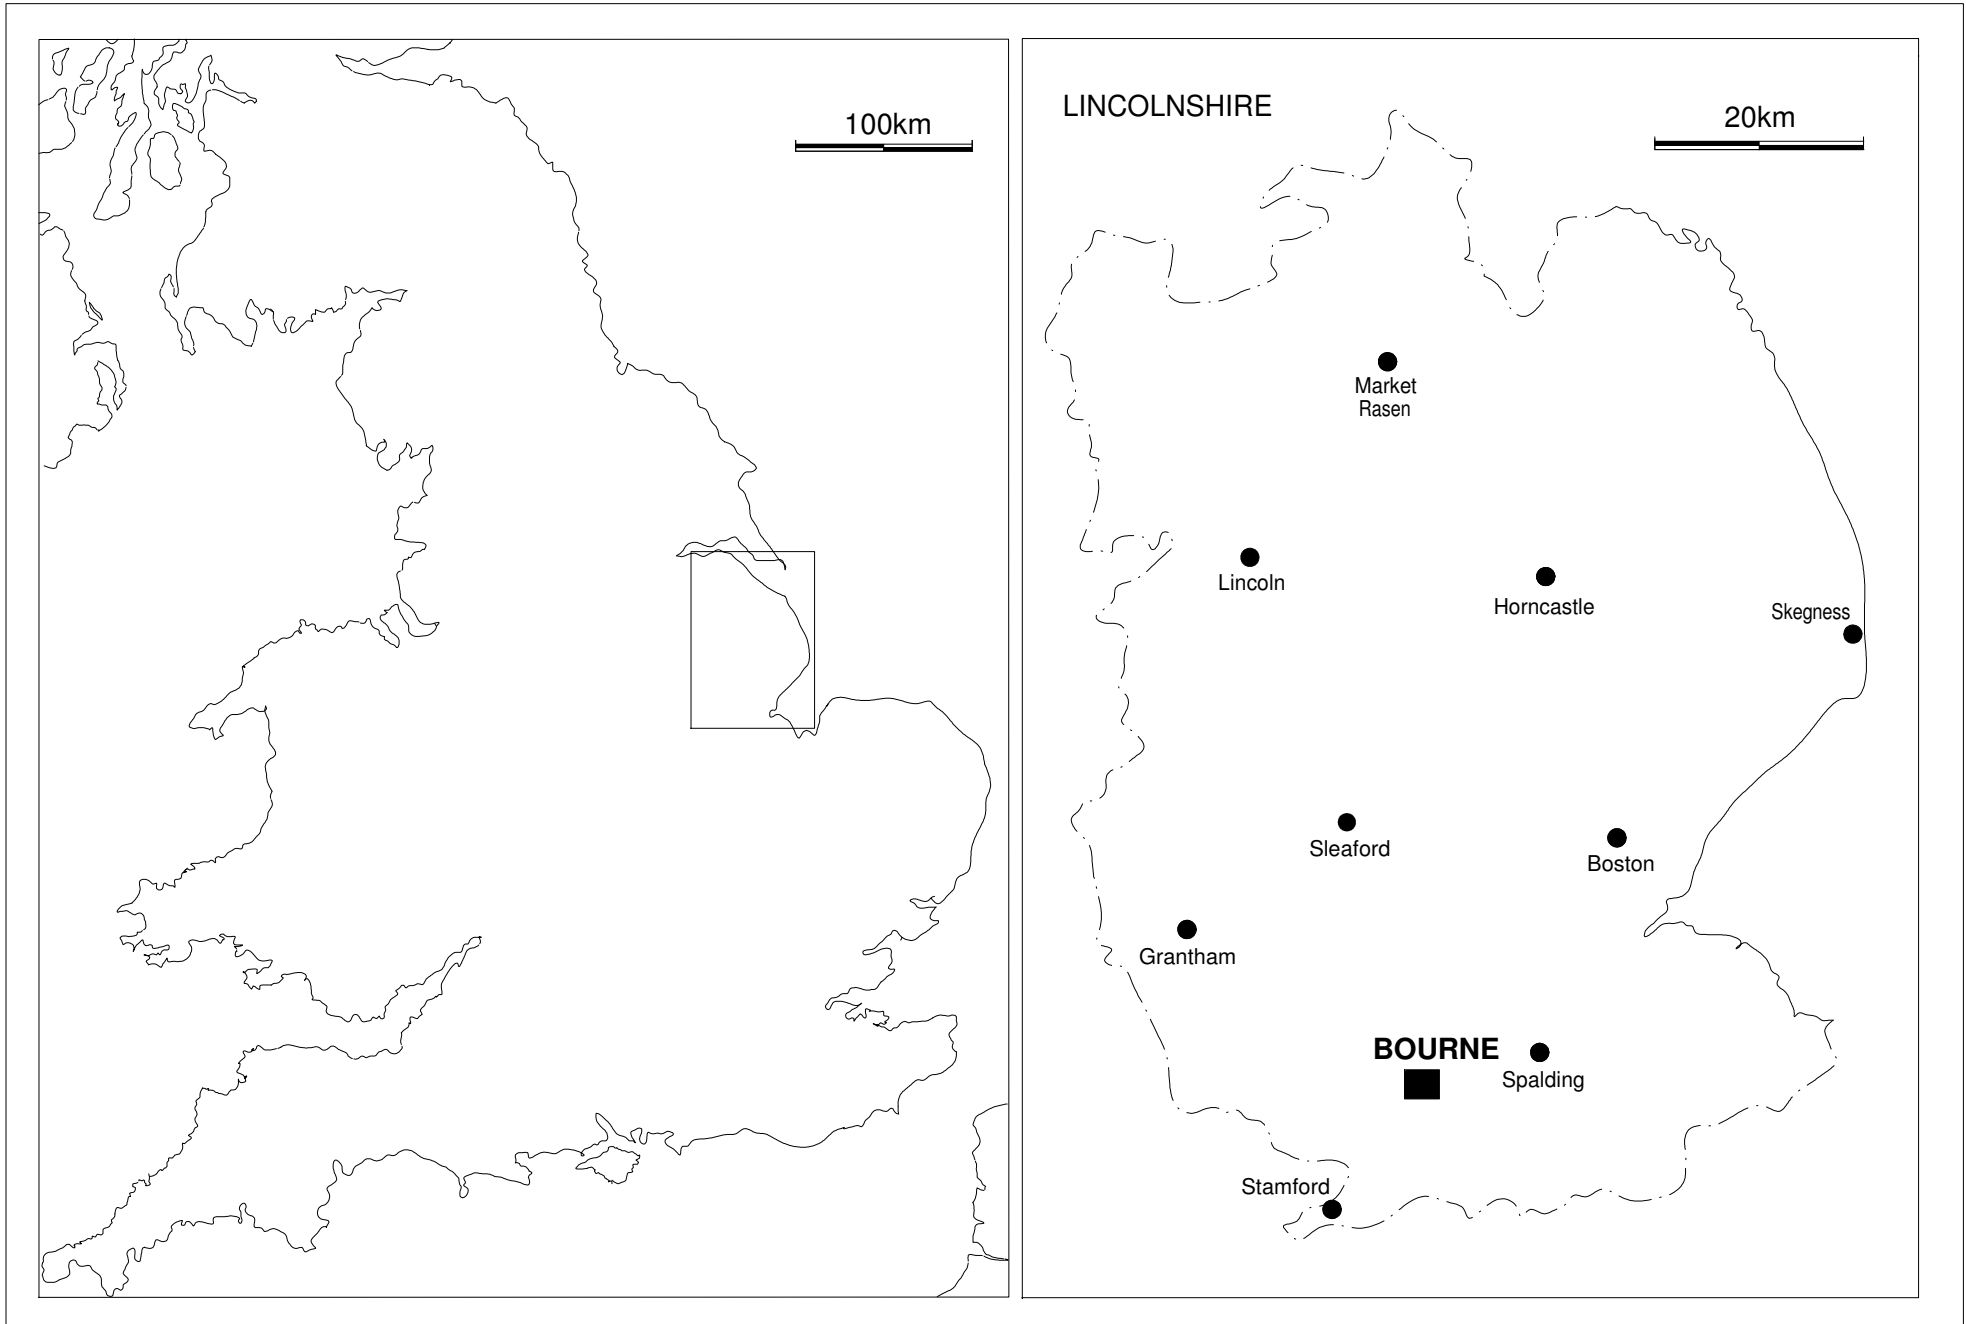 100km
LINCOLNSHIRE
20km
Market
Rasen
Lincoln
Horncastle
Skegness
Sleaford
Boston
Grantham
BOURNE
Spalding
Stamford